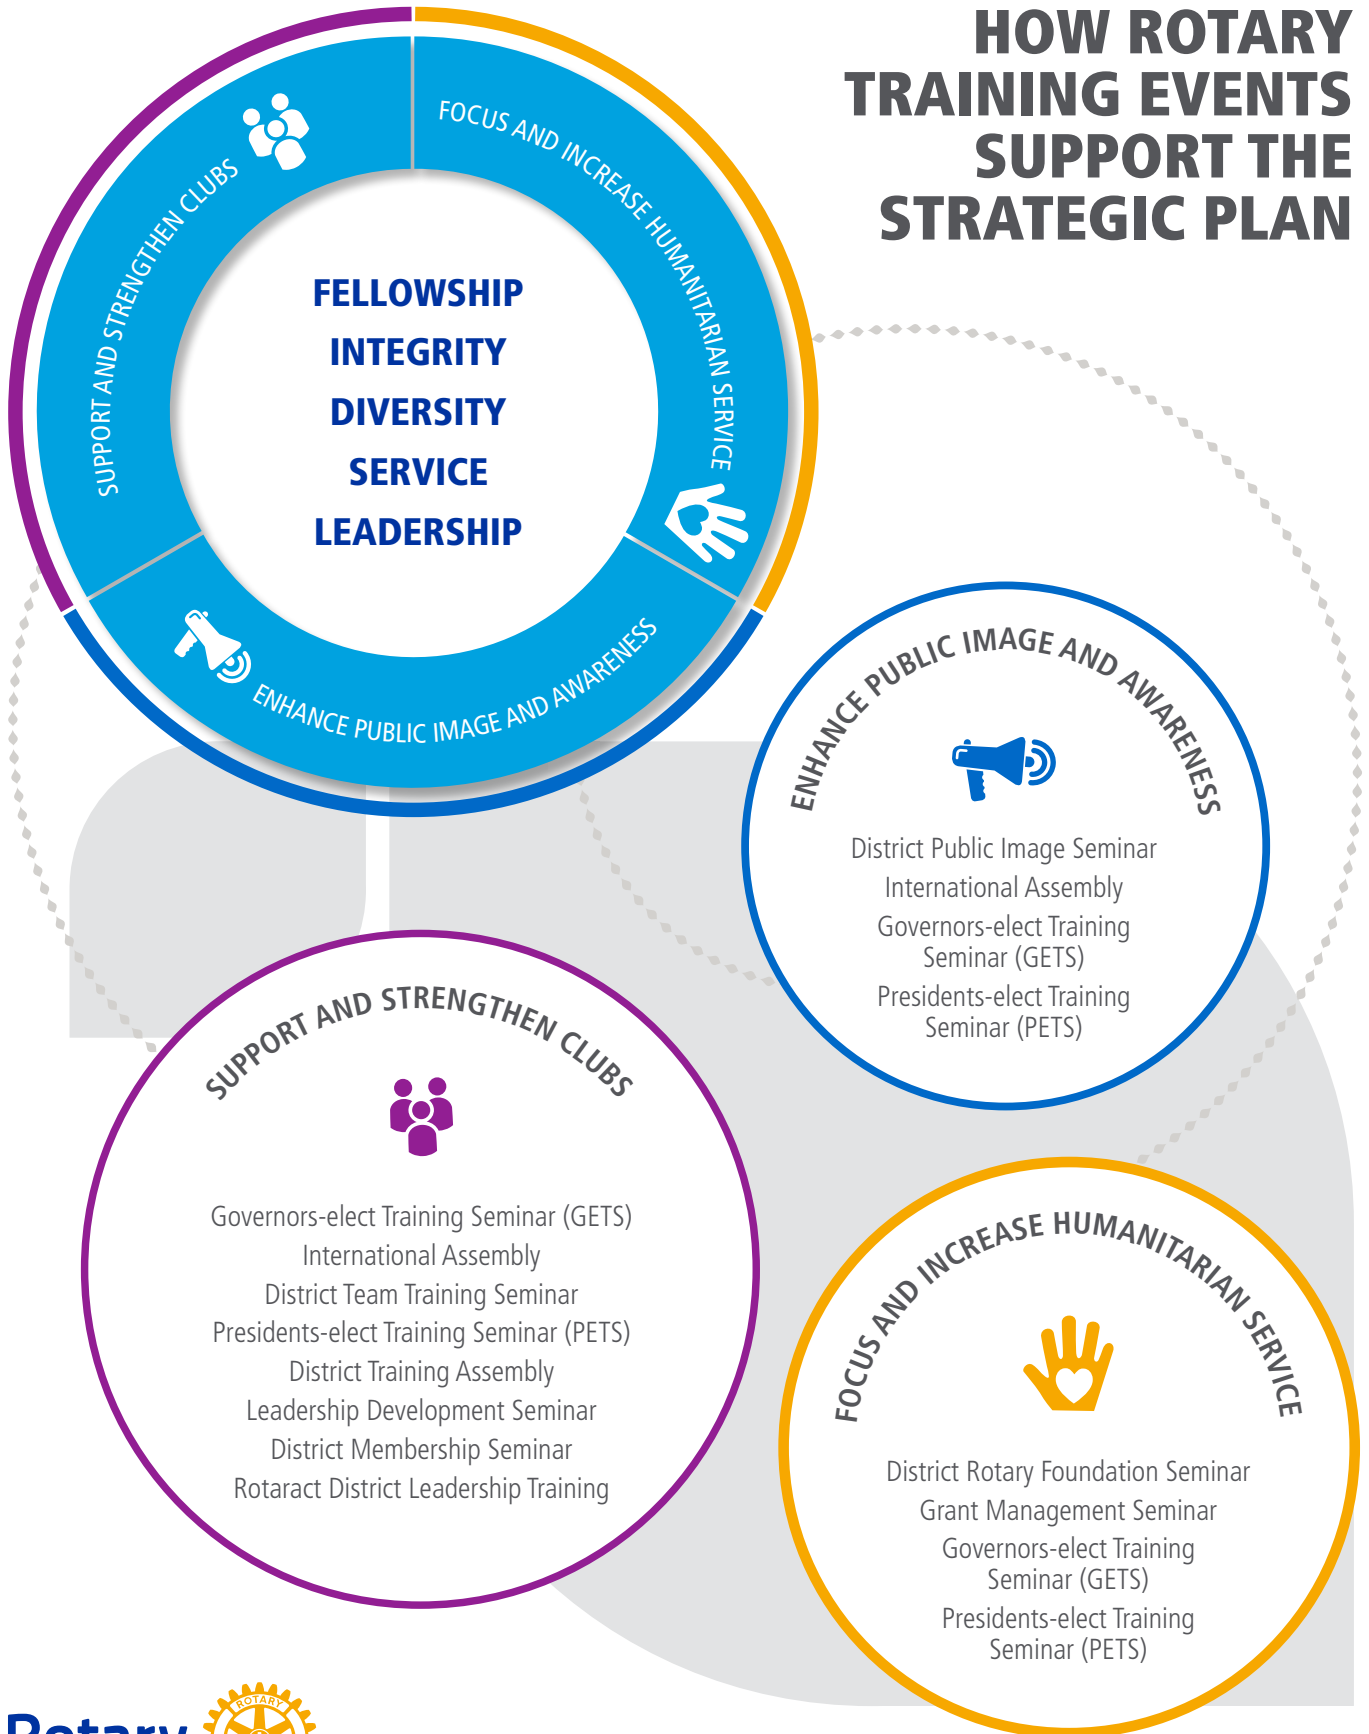 HOW ROTARY
TRAINING EVENTS
SUPPORT THE
STRATEGIC PLAN
SUPPORT AND STRENGTHEN CLUBS
FOCUS AND INCREASE HUMANITARIAN SERVICE
ENHANCE PUBLIC IMAGE AND AWARENESS
FELLOWSHIP
INTEGRITY
DIVERSITY
SERVICE
LEADERSHIP
ENHANCE PUBLIC IMAGE AND AWARENESS
District Public Image Seminar
International Assembly
Governors-elect Training
Seminar (GETS)
Presidents-elect Training
Seminar (PETS)
SUPPORT AND STRENGTHEN CLUBS
Governors-elect Training Seminar (GETS)
International Assembly
District Team Training Seminar
Presidents-elect Training Seminar (PETS)
District Training Assembly
Leadership Development Seminar
District Membership Seminar
Rotaract District Leadership Training
FOCUS AND INCREASE HUMANITARIAN SERVICE
District Rotary Foundation Seminar
Grant Management Seminar
Governors-elect Training
Seminar (GETS)
Presidents-elect Training
Seminar (PETS)
Rotary
ROTARY